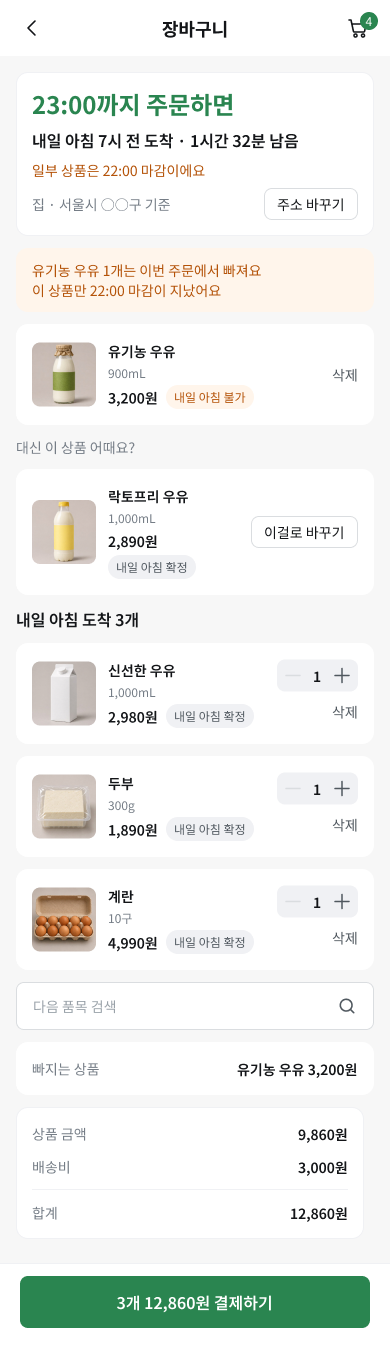 장바구니
4
23:00까지 주문하면
내일 아침 7시 전 도착 · 1시간 32분 남음
일부 상품은 22:00 마감이에요
집 · 서울시 〇〇구 기준
주소 바꾸기
유기농 우유 1개는 이번 주문에서 빠져요
이 상품만 22:00 마감이 지났어요
유기농 우유
900mL
3,200원 내일 아침 불가
삭제
대신 이 상품 어때요?
락토프리 우유
1,000mL
2,890원
내일 아침 확정
이걸로 바꾸기
내일 아침 도착 3개
신선한 우유
1,000mL
2,980원 내일 아침 확정
1
삭제
두부
300g
1,890원 내일 아침 확정
1
삭제
계란
10구
4,990원 내일 아침 확정
1
삭제
다음 품목 검색
빠지는 상품 유기농 우유 3,200원
상품 금액 9,860원
배송비 3,000원
합계 12,860원
3개 12,860원 결제하기